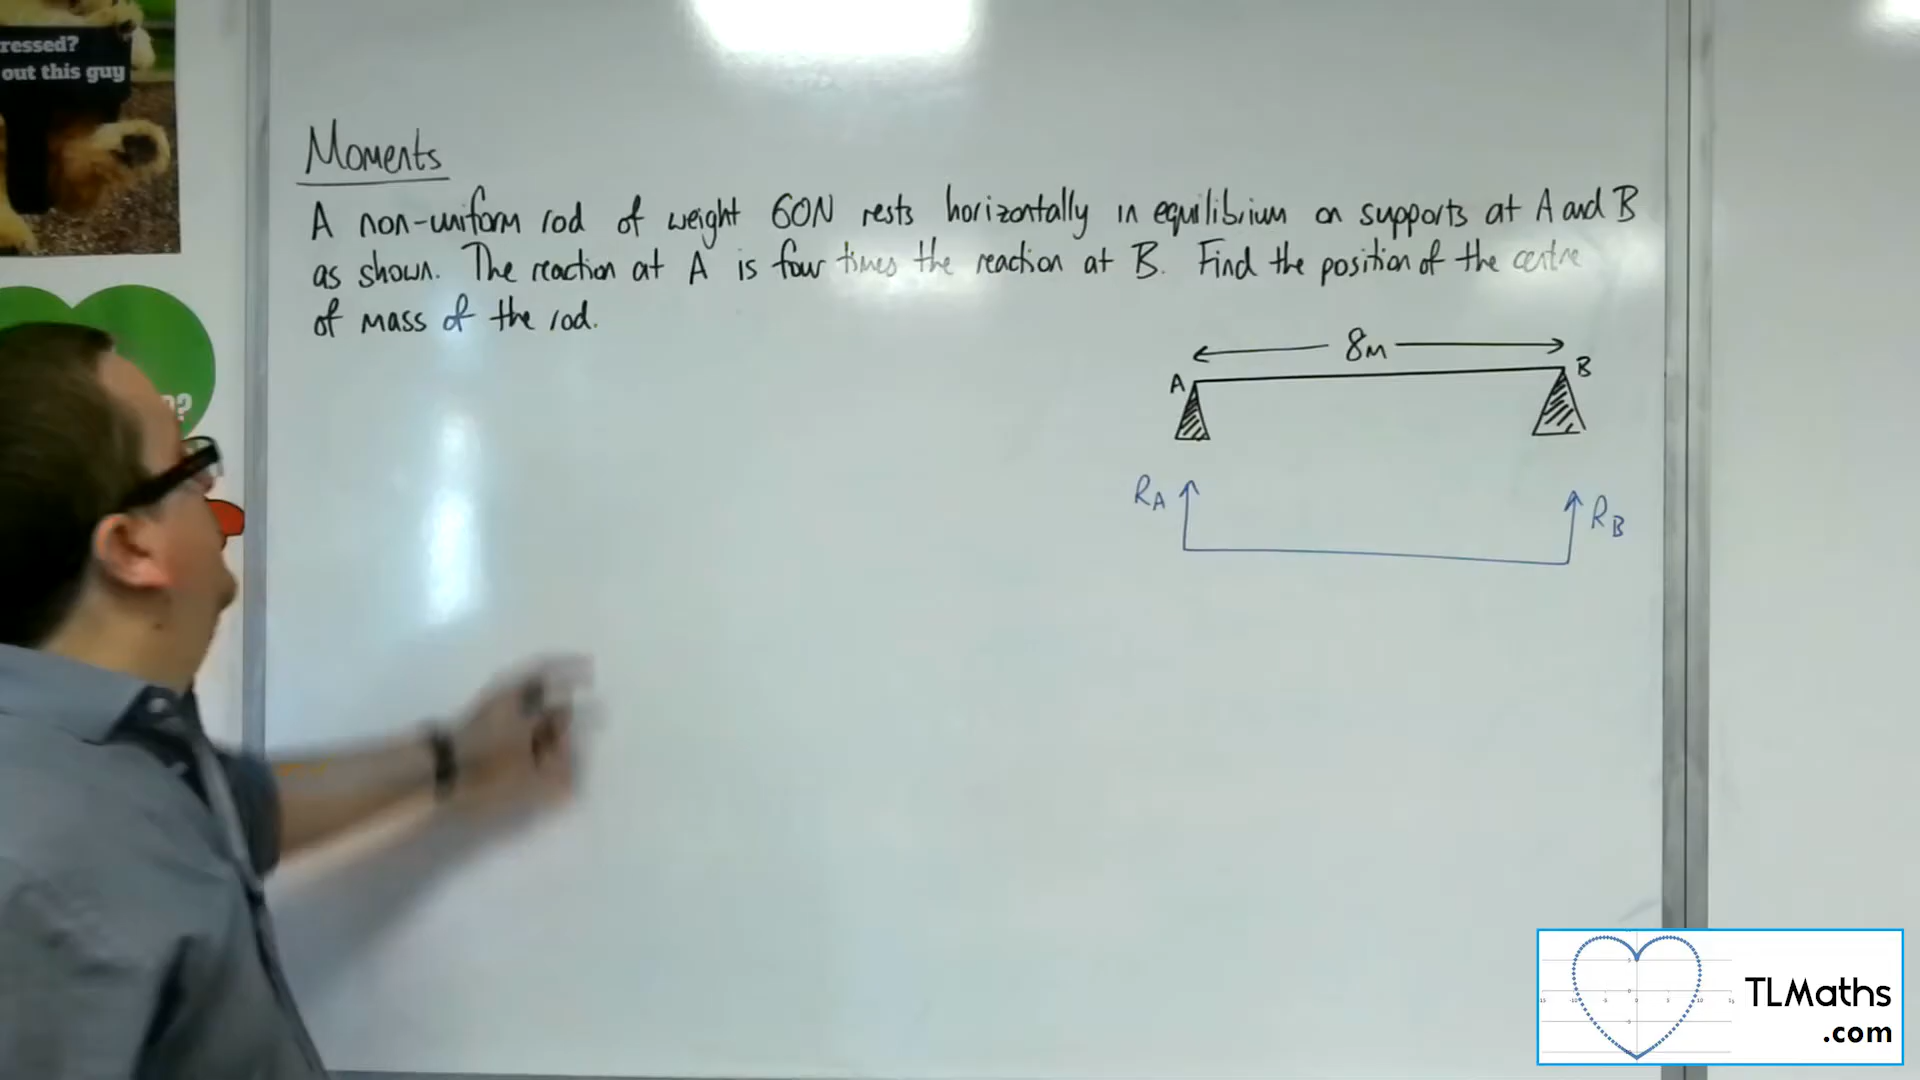 ressed?
out this guy
Moments
A non-uniform rod of weight 60N rests horizontally in equilibrium on supports at A and B
as shown. The reaction at A is four times the reaction at B. Find the position of the centre
of mass of the rod.
8m
A
B
?
RA
RB
TLMaths
.com